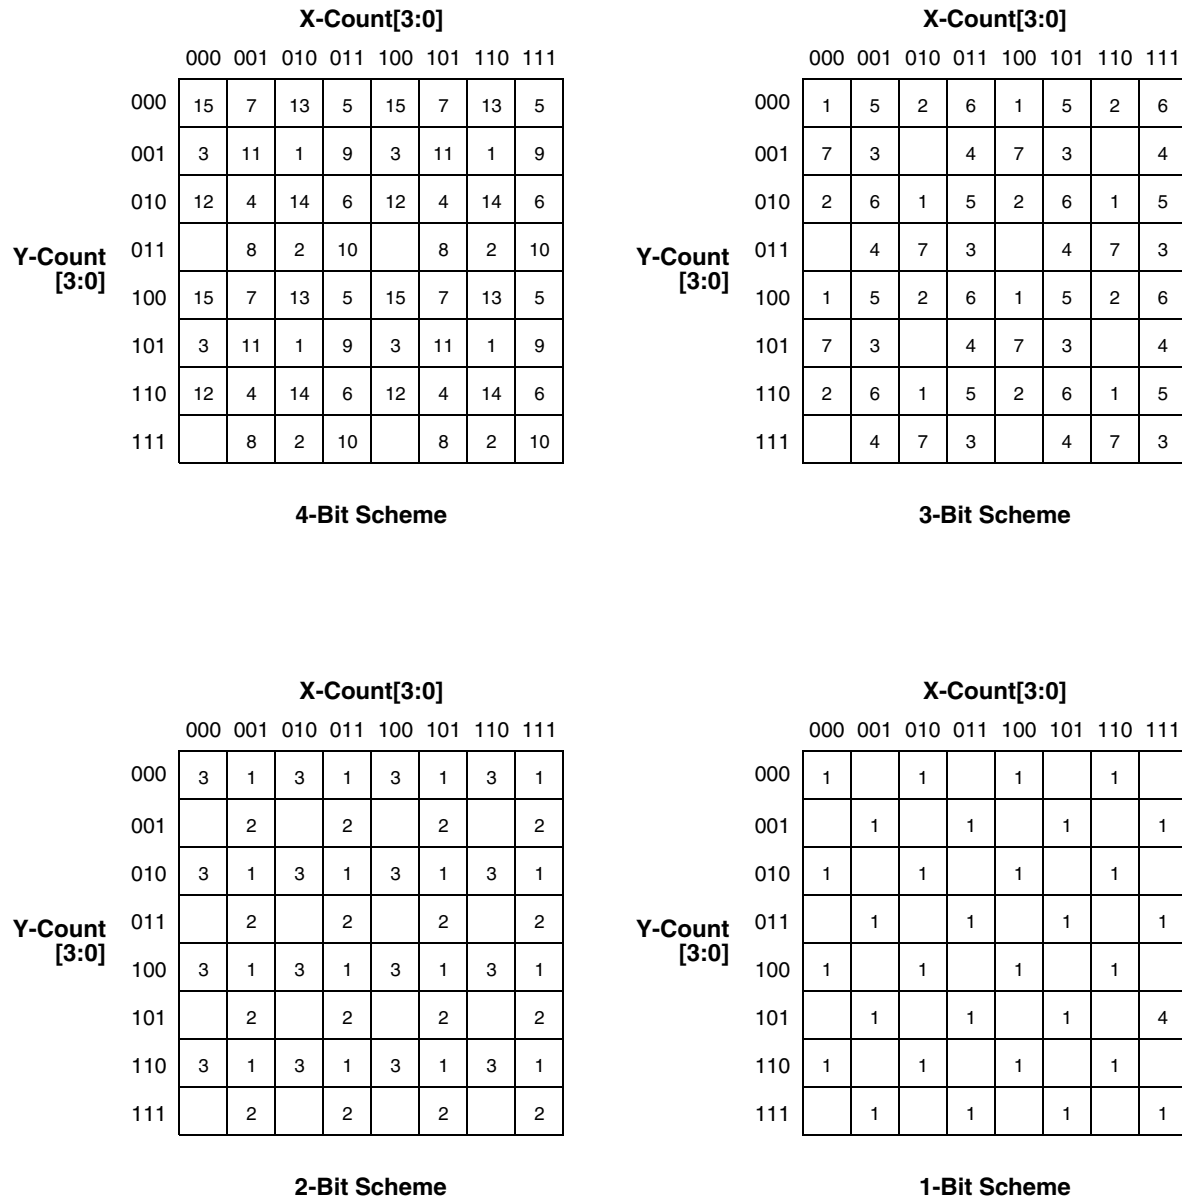 X-Count[3:0]
000 001 010 011 100 101 110 111
Y-Count
[3:0]
000 15 7 13 5 15 7 13 5
001 3 11 1 9 3 11 1 9
010 12 4 14 6 12 4 14 6
011 8 2 10 8 2 10
100 15 7 13 5 15 7 13 5
101 3 11 1 9 3 11 1 9
110 12 4 14 6 12 4 14 6
111 8 2 10 8 2 10
4-Bit Scheme
X-Count[3:0]
000 001 010 011 100 101 110 111
Y-Count
[3:0]
000 1 5 2 6 1 5 2 6
001 7 3 4 7 3 4
010 2 6 1 5 2 6 1 5
011 4 7 3 4 7 3
100 1 5 2 6 1 5 2 6
101 7 3 4 7 3 4
110 2 6 1 5 2 6 1 5
111 4 7 3 4 7 3
3-Bit Scheme
X-Count[3:0]
000 001 010 011 100 101 110 111
Y-Count
[3:0]
000 3 1 3 1 3 1 3 1
001 2 2 2 2
010 3 1 3 1 3 1 3 1
011 2 2 2 2
100 3 1 3 1 3 1 3 1
101 2 2 2 2
110 3 1 3 1 3 1 3 1
111 2 2 2 2
2-Bit Scheme
X-Count[3:0]
000 001 010 011 100 101 110 111
Y-Count
[3:0]
000 1 1 1 1
001 1 1 1 1
010 1 1 1 1
011 1 1 1 1
100 1 1 1 1
101 1 1 1 4
110 1 1 1 1
111 1 1 1 1
1-Bit Scheme